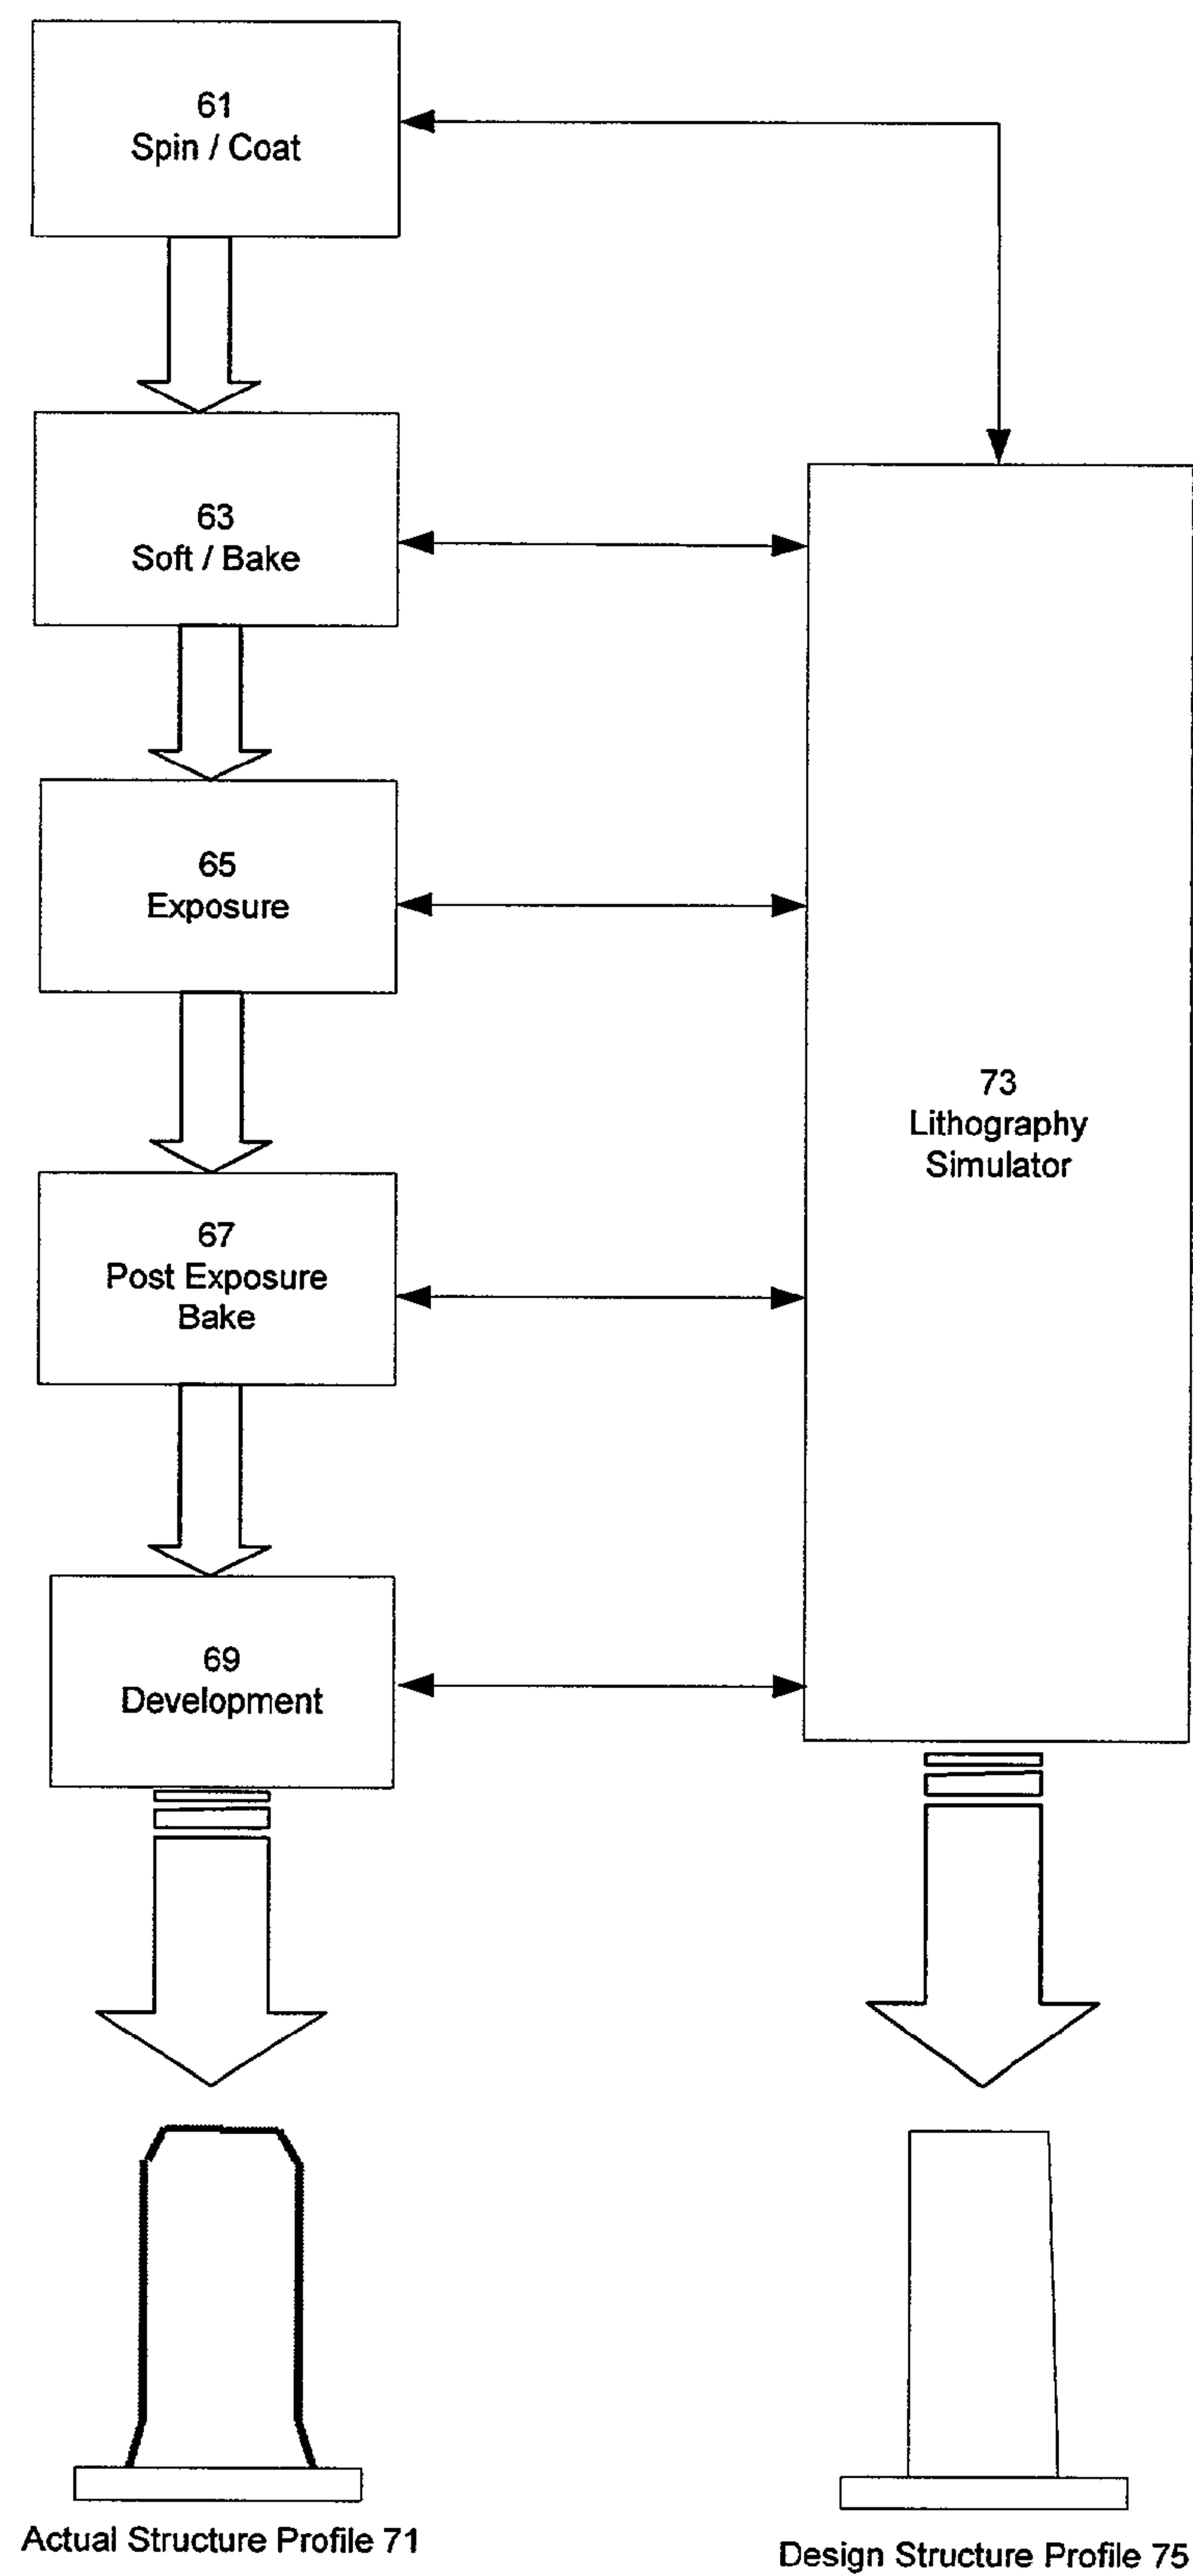 61
Spin / Coat
63
Soft / Bake
65
Exposure
73
Lithography
Simulator
67
Post Exposure
Bake
69
Development
Actual Structure Profile 71
Design Structure Profile 75